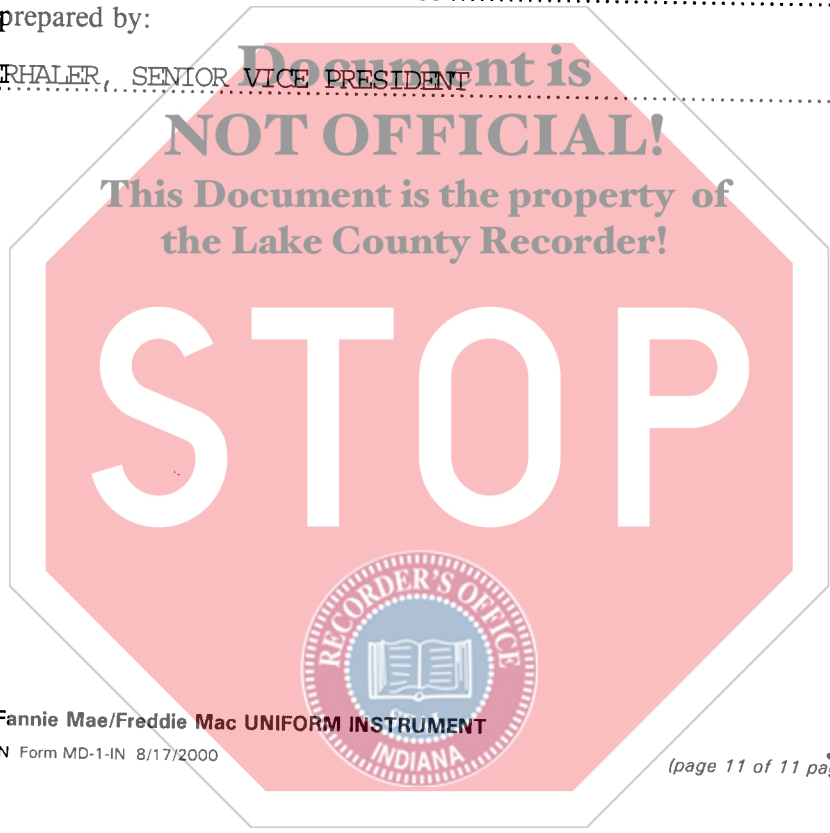 prepared by:
RHALER, SENIOR VICE PRESIDENT
Document is
NOT OFFICIAL!
This Document is the property of
the Lake County Recorder!
STOP
RECORDER'S OFFICE
INDIANA
Fannie Mae/Freddie Mac UNIFORM INSTRUMENT
N Form MD-1-IN 8/17/2000
(page 11 of 11